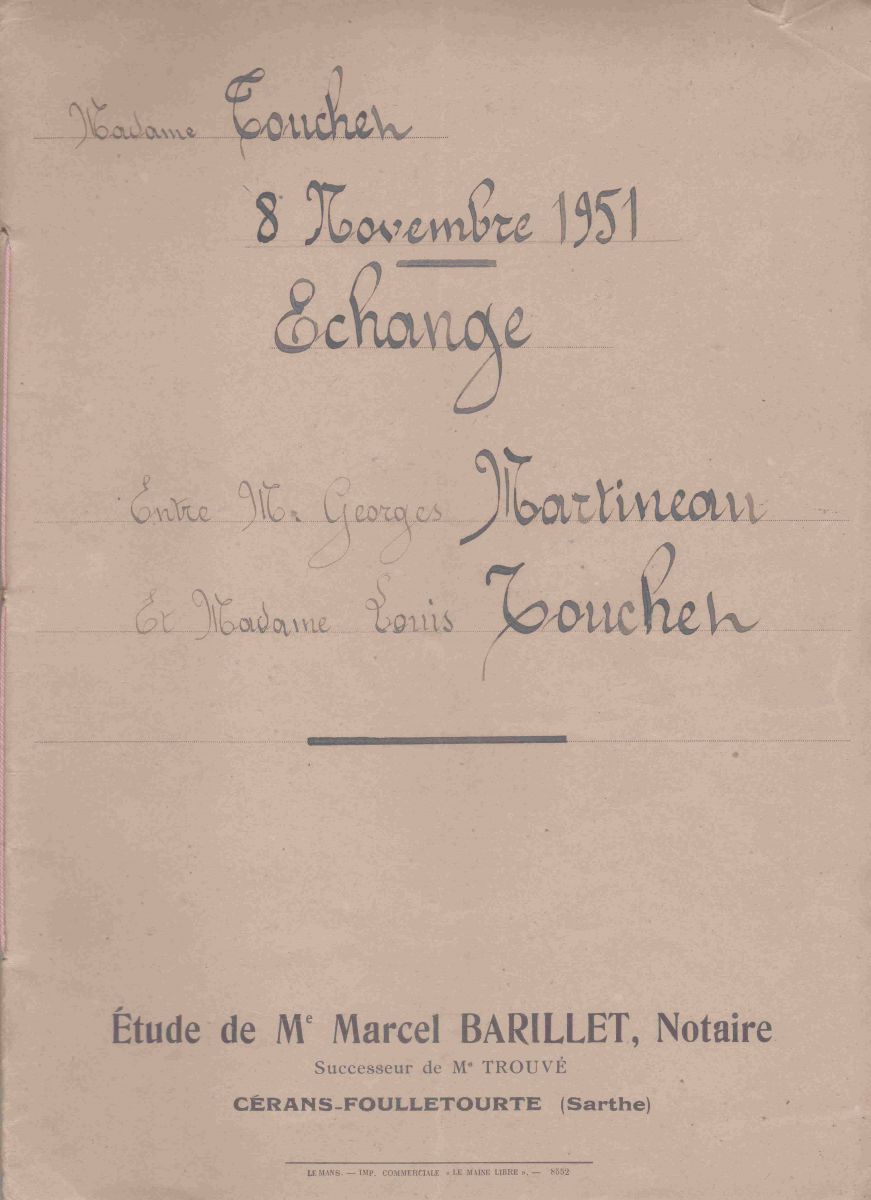 Madame Toucher
8 Novembre 1951
Echange
Entre Mr Georges Martineau
Et Madame Louis Toucher
Étude de Me Marcel BARILLET, Notaire
Successeur de Me TROUVÉ
CÉRANS-FOULLETOURTE (Sarthe)
LE MANS. — IMP. COMMERCIALE « LE MAINE LIBRE ». — 8552